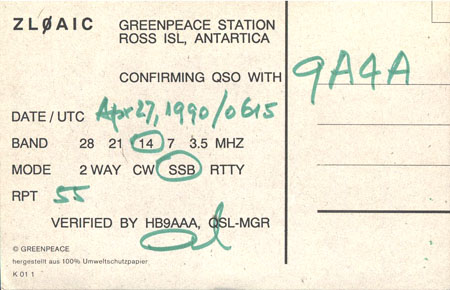 ZLØAIC GREENPEACE STATION
ROSS ISL, ANTARTICA
CONFIRMING QSO WITH 9A4A
DATE / UTC Apr 27, 1990 / 0615
BAND 28 21 14 7 3.5 MHZ
MODE 2 WAY CW SSB RTTY
RPT 55
VERIFIED BY HB9AAA, QSL-MGR
© GREENPEACE
hergestellt aus 100% Umweltschutzpapier
K 01 1